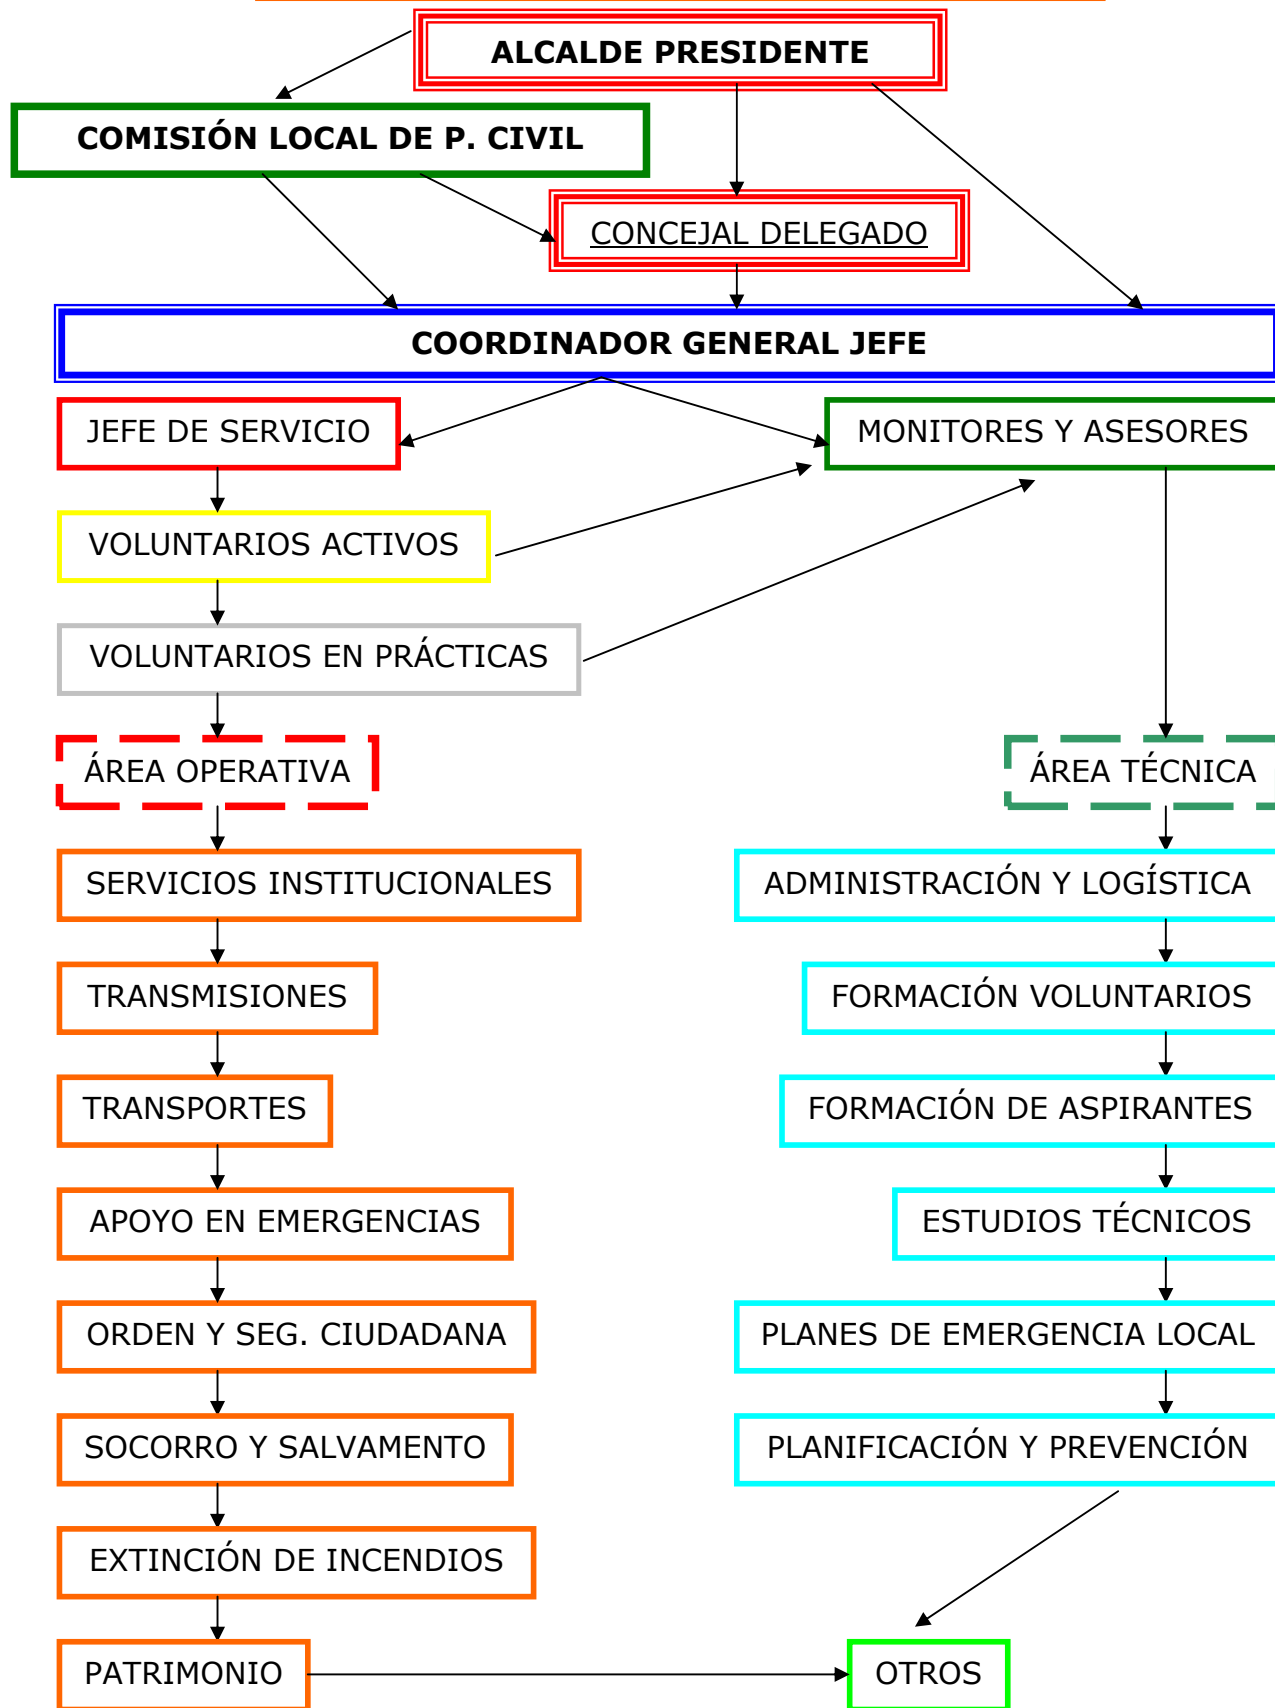 ALCALDE PRESIDENTE
COMISIÓN LOCAL DE P. CIVIL
CONCEJAL DELEGADO
COORDINADOR GENERAL JEFE
JEFE DE SERVICIO
MONITORES Y ASESORES
VOLUNTARIOS ACTIVOS
VOLUNTARIOS EN PRÁCTICAS
ÁREA OPERATIVA
ÁREA TÉCNICA
SERVICIOS INSTITUCIONALES
ADMINISTRACIÓN Y LOGÍSTICA
TRANSMISIONES
FORMACIÓN VOLUNTARIOS
TRANSPORTES
FORMACIÓN DE ASPIRANTES
APOYO EN EMERGENCIAS
ESTUDIOS TÉCNICOS
ORDEN Y SEG. CIUDADANA
PLANES DE EMERGENCIA LOCAL
SOCORRO Y SALVAMENTO
PLANIFICACIÓN Y PREVENCIÓN
EXTINCIÓN DE INCENDIOS
PATRIMONIO
OTROS